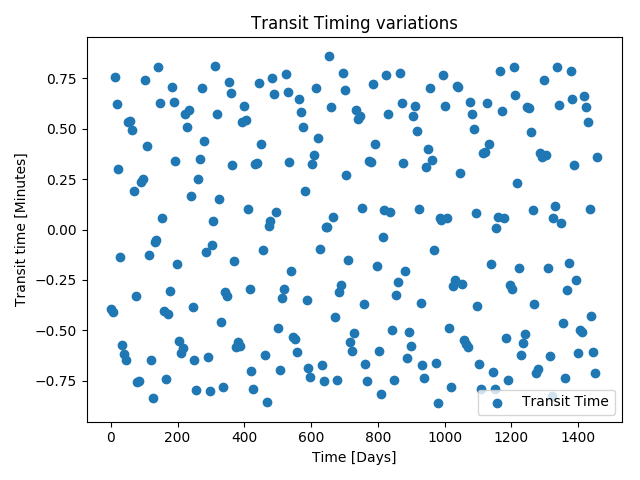 Transit Timing variations
Transit time [Minutes]
0.75
0.50
0.25
0.00
−0.25
−0.50
−0.75
Transit Time
0 200 400 600 800 1000 1200 1400
Time [Days]